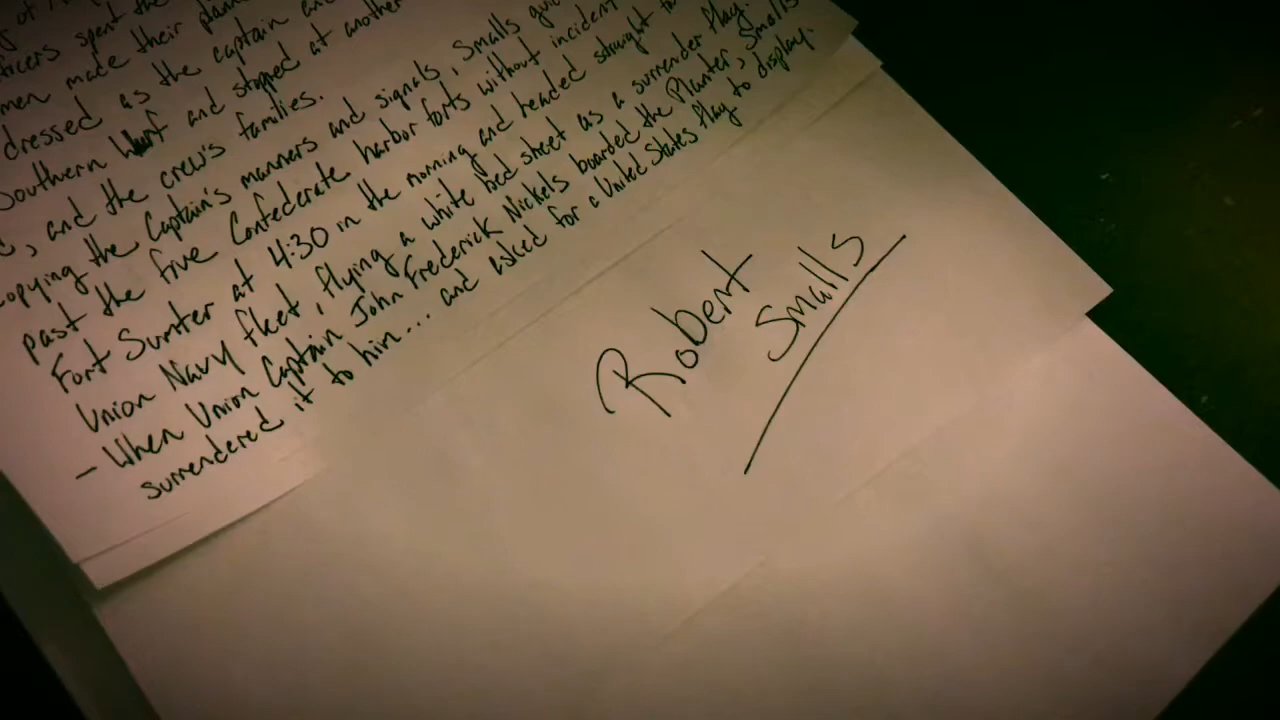 officers spent the
men made their plann
dressed as the captain and
Southern Warf and stopped at another
, and the crew's families.
copying the Captain's manners and signals, Smalls guid
past the five Confederate harbor forts without incident
Fort Sumter at 4:30 in the morning and headed straight
Union Navy fleet, flying a white bed sheet as a surrender flag.
- When Union Captain John Frederick Nickels boarded the Planter, Smalls
surrendered it to him... and asked for a United States flag to display.
Robert
Smalls